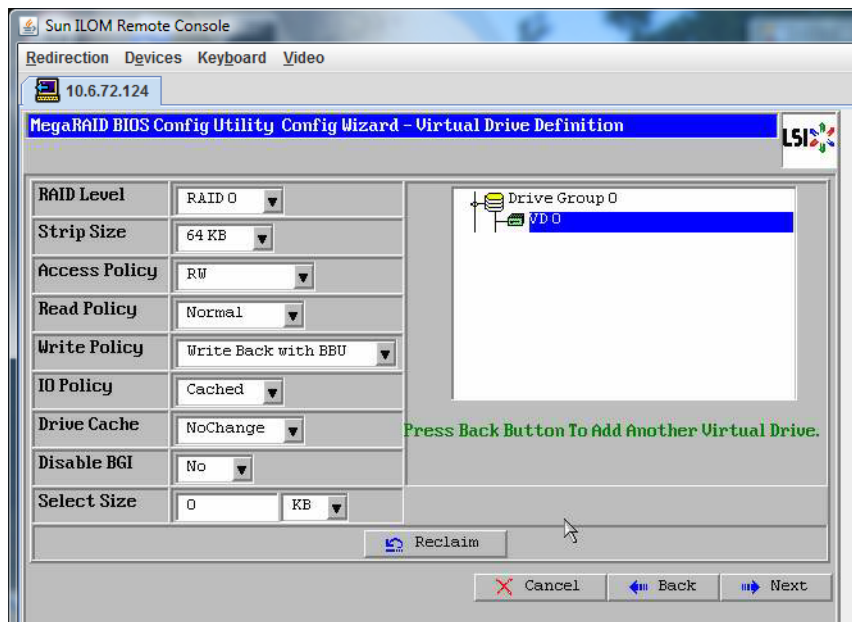 Sun ILOM Remote Console
Redirection Devices Keyboard Video
10.6.72.124
MegaRAID BIOS Config Utility Config Wizard - Virtual Drive Definition
LSI
RAID Level RAID 0
Strip Size 64 KB
Access Policy RW
Read Policy Normal
Write Policy Write Back with BBU
IO Policy Cached
Drive Cache NoChange
Disable BGI No
Select Size 0 KB
Drive Group 0
VD 0
Press Back Button To Add Another Virtual Drive.
Reclaim
Cancel Back Next